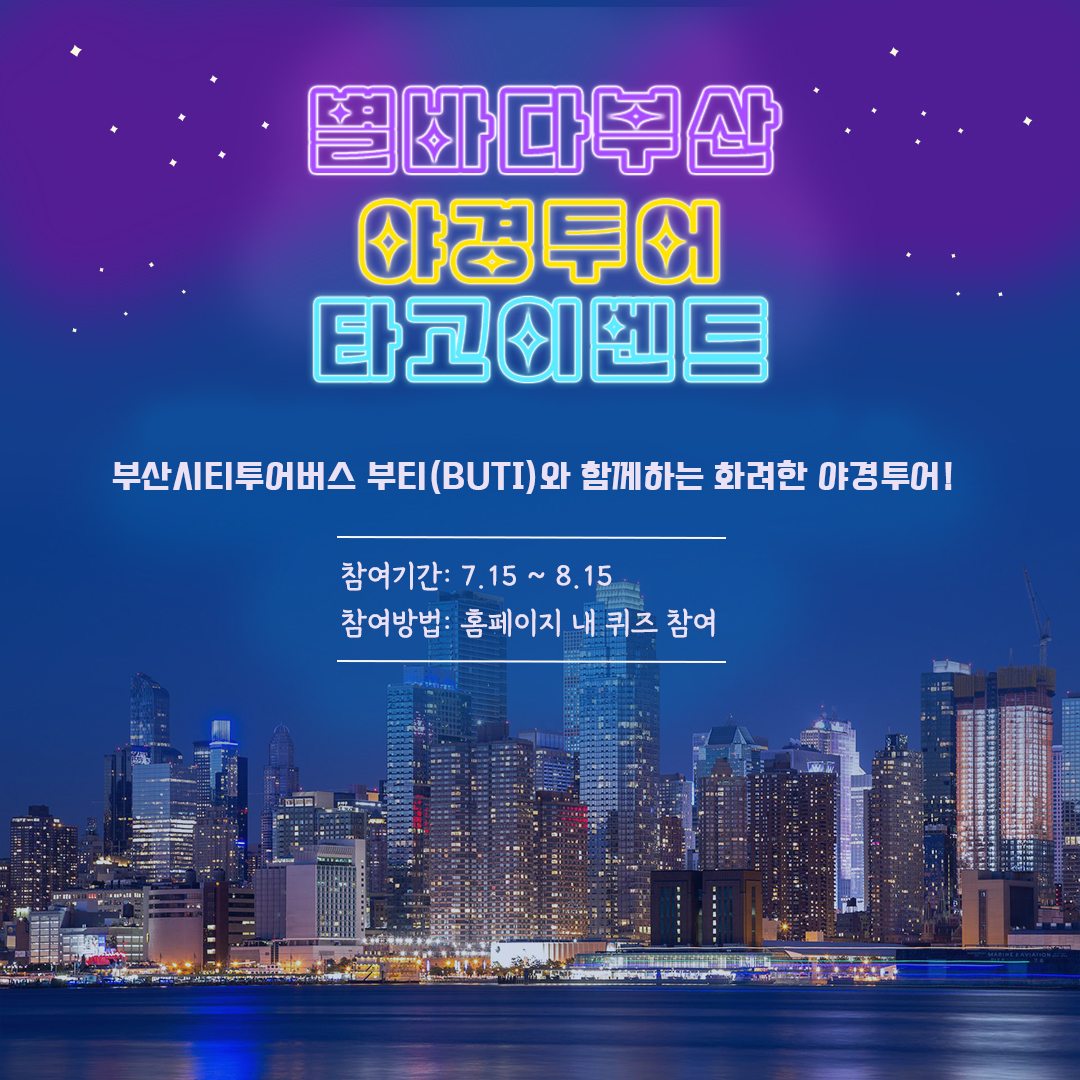 별바다부산
야경투어
타고이벤트
부산시티투어버스 부티(BUTI)와 함께하는 화려한 야경투어!
참여기간: 7.15 ~ 8.15
참여방법: 홈페이지 내 퀴즈 참여
MARINE & AVIATION